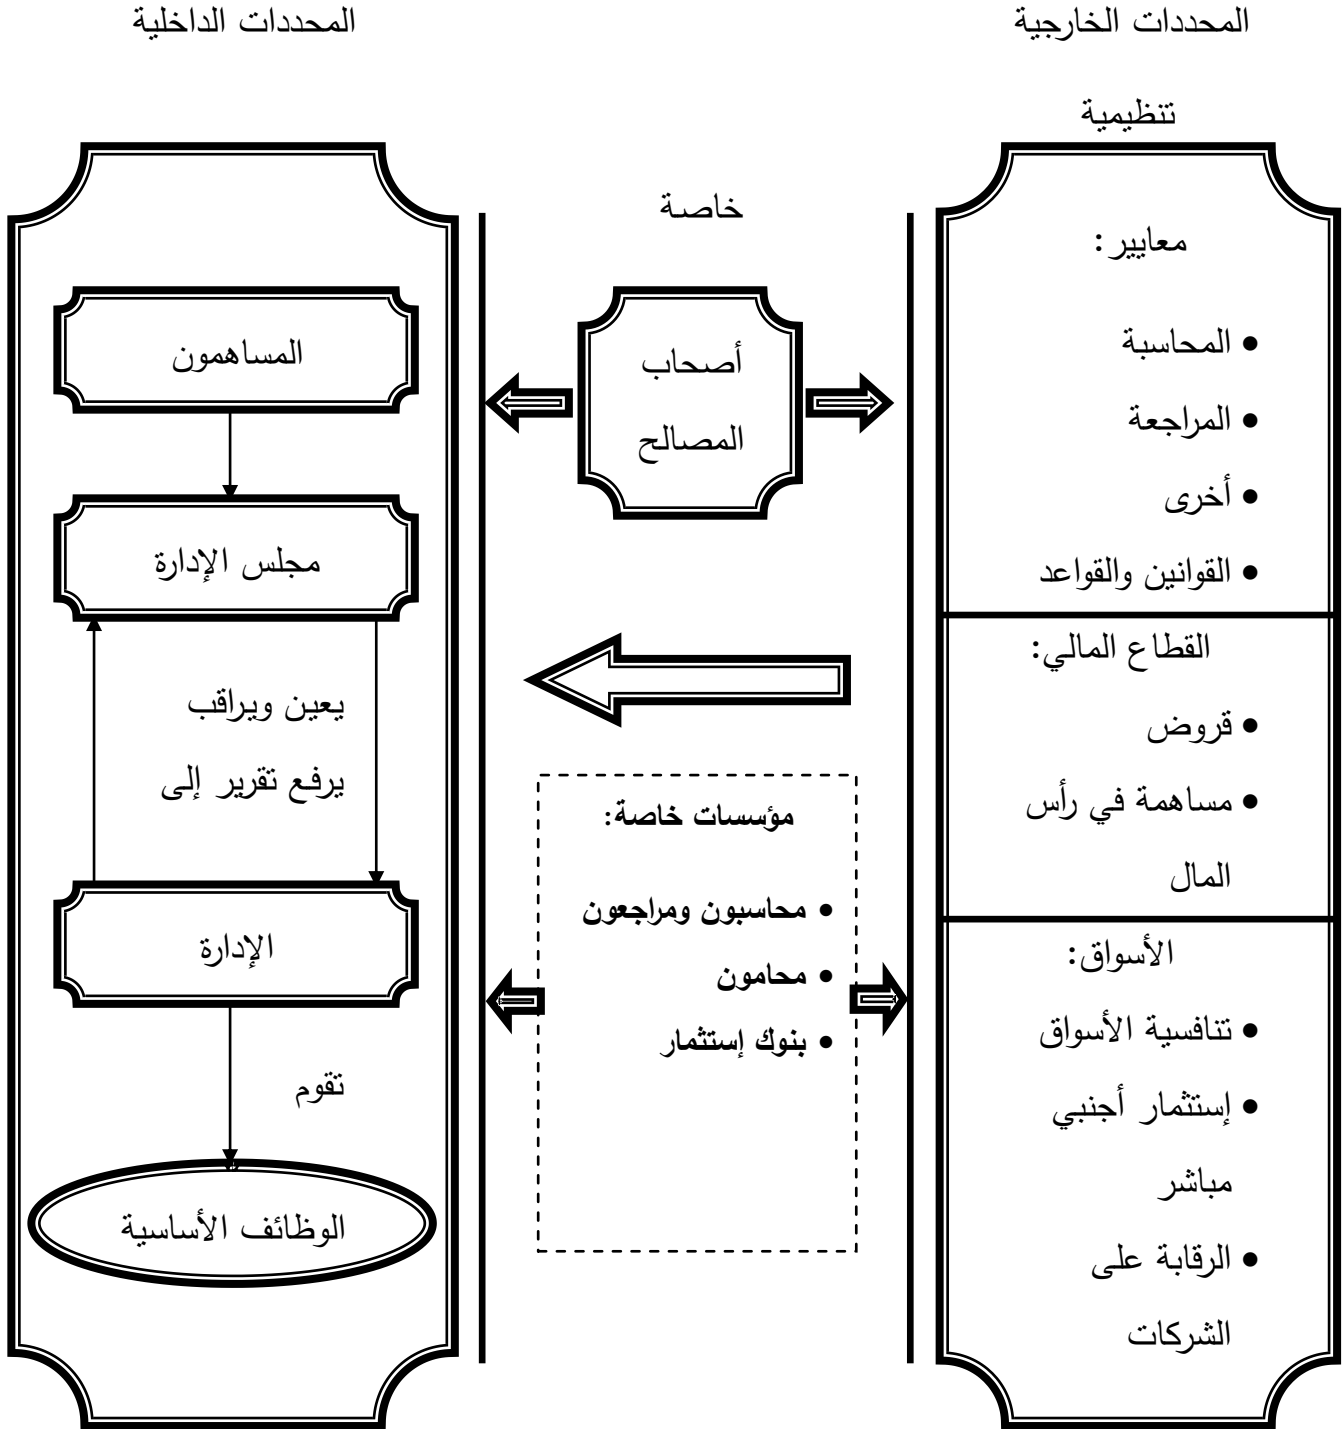 المحددات الخارجية
المحددات الداخلية
تنظيمية
معايير:
• المحاسبة
• المراجعة
• أخرى
• القوانين والقواعد
القطاع المالي:
• قروض
• مساهمة في رأس
المال
الأسواق:
• تنافسية الأسواق
• إستثمار أجنبي
مباشر
• الرقابة على
الشركات
خاصة
أصحاب
المصالح
مؤسسات خاصة:
• محاسبون ومراجعون
• محامون
• بنوك إستثمار
المساهمون
مجلس الإدارة
يعين ويراقب
يرفع تقرير إلى
الإدارة
تقوم
الوظائف الأساسية